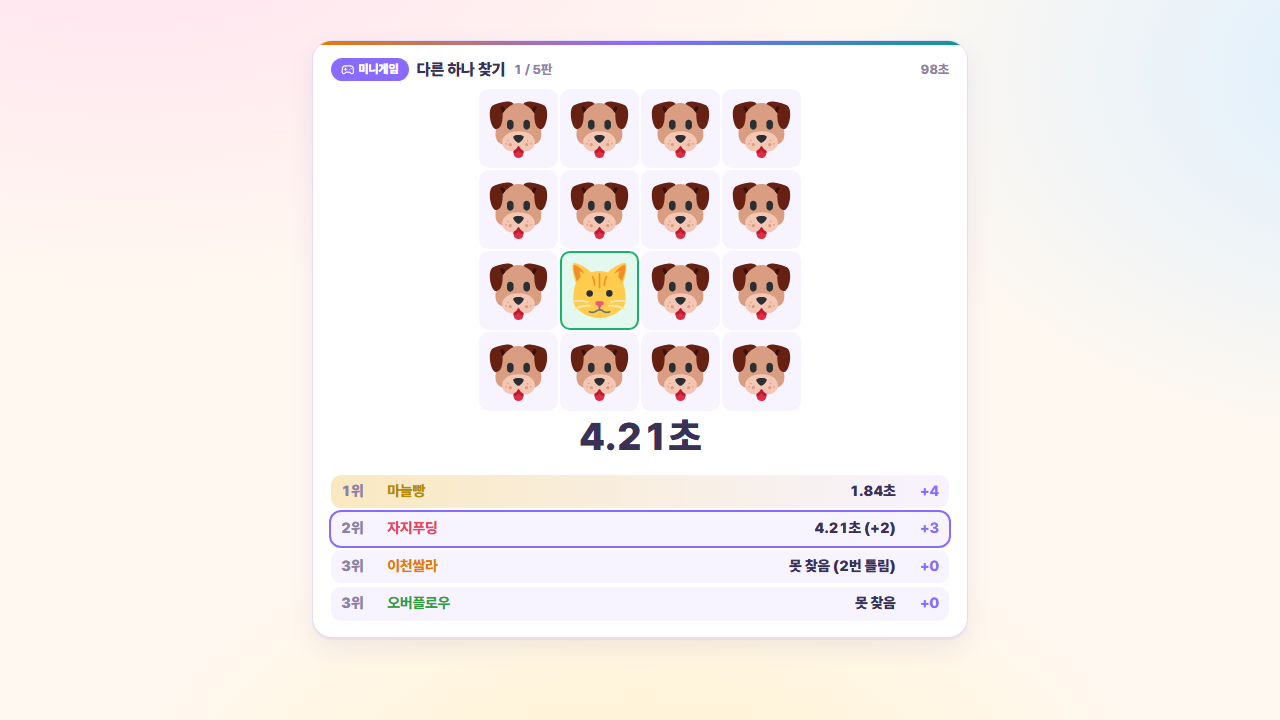 미니게임 다른 하나 찾기 1 / 5판 98초
4.21초
1위 마늘빵 1.84초 +4
2위 자지푸딩 4.21초 (+2) +3
3위 이천쌀라 못 찾음 (2번 틀림) +0
3위 오버플로우 못 찾음 +0